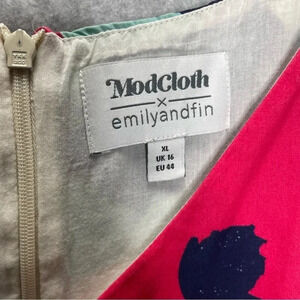 ModCloth
×
emilyandfin
XL
UK 16
EU 44